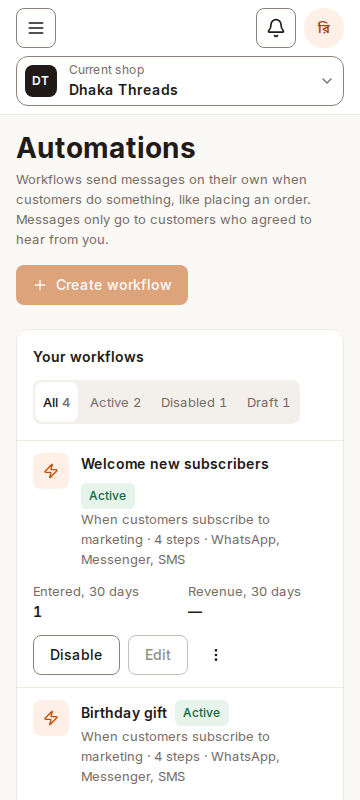 রি
DT
Current shop
Dhaka Threads
Automations
Workflows send messages on their own when
customers do something, like placing an order.
Messages only go to customers who agreed to
hear from you.
+ Create workflow
Your workflows
All 4 Active 2 Disabled 1 Draft 1
Welcome new subscribers
Active
When customers subscribe to
marketing · 4 steps · WhatsApp,
Messenger, SMS
Entered, 30 days Revenue, 30 days
1 —
Disable Edit
Birthday gift Active
When customers subscribe to
marketing · 4 steps · WhatsApp,
Messenger, SMS